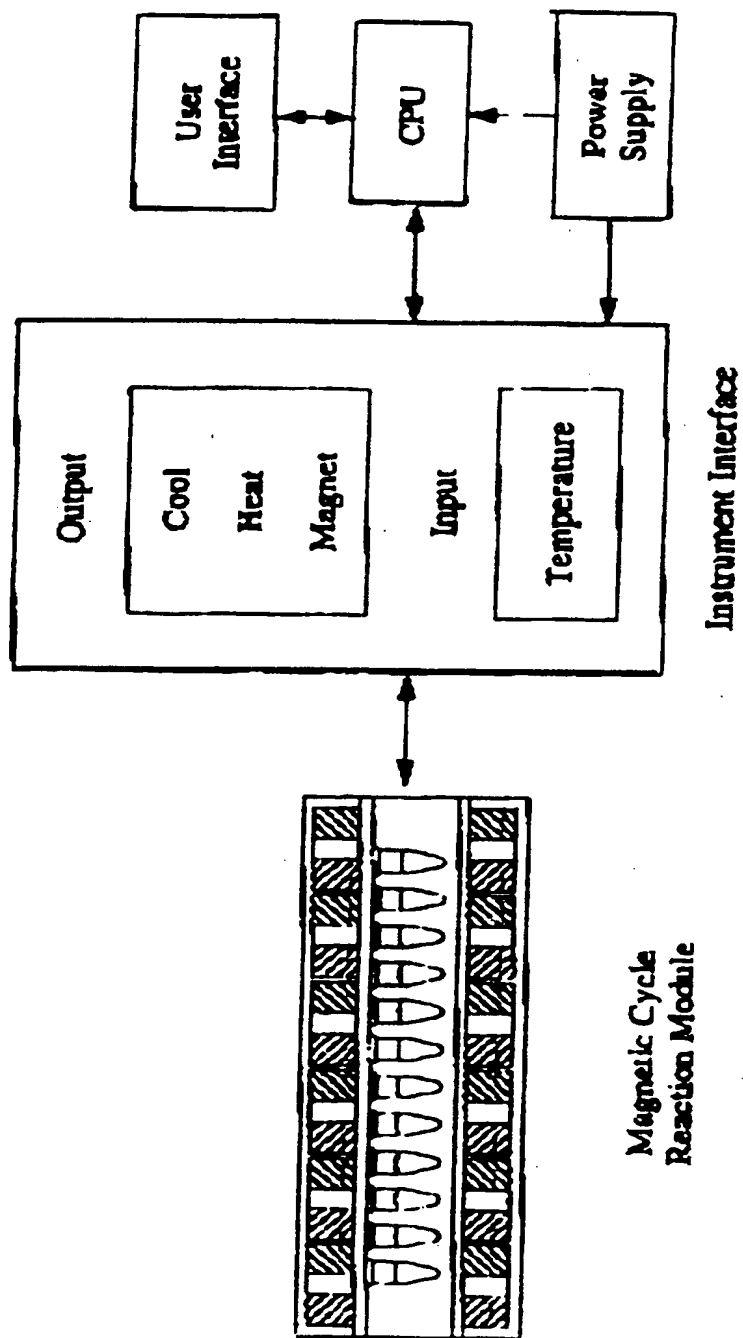 Magnetic Cycle
Reaction Module
Output
Cool
Heat
Magnet
Input
Temperature
Instrument Interface
User
Interface
CPU
Power
Supply